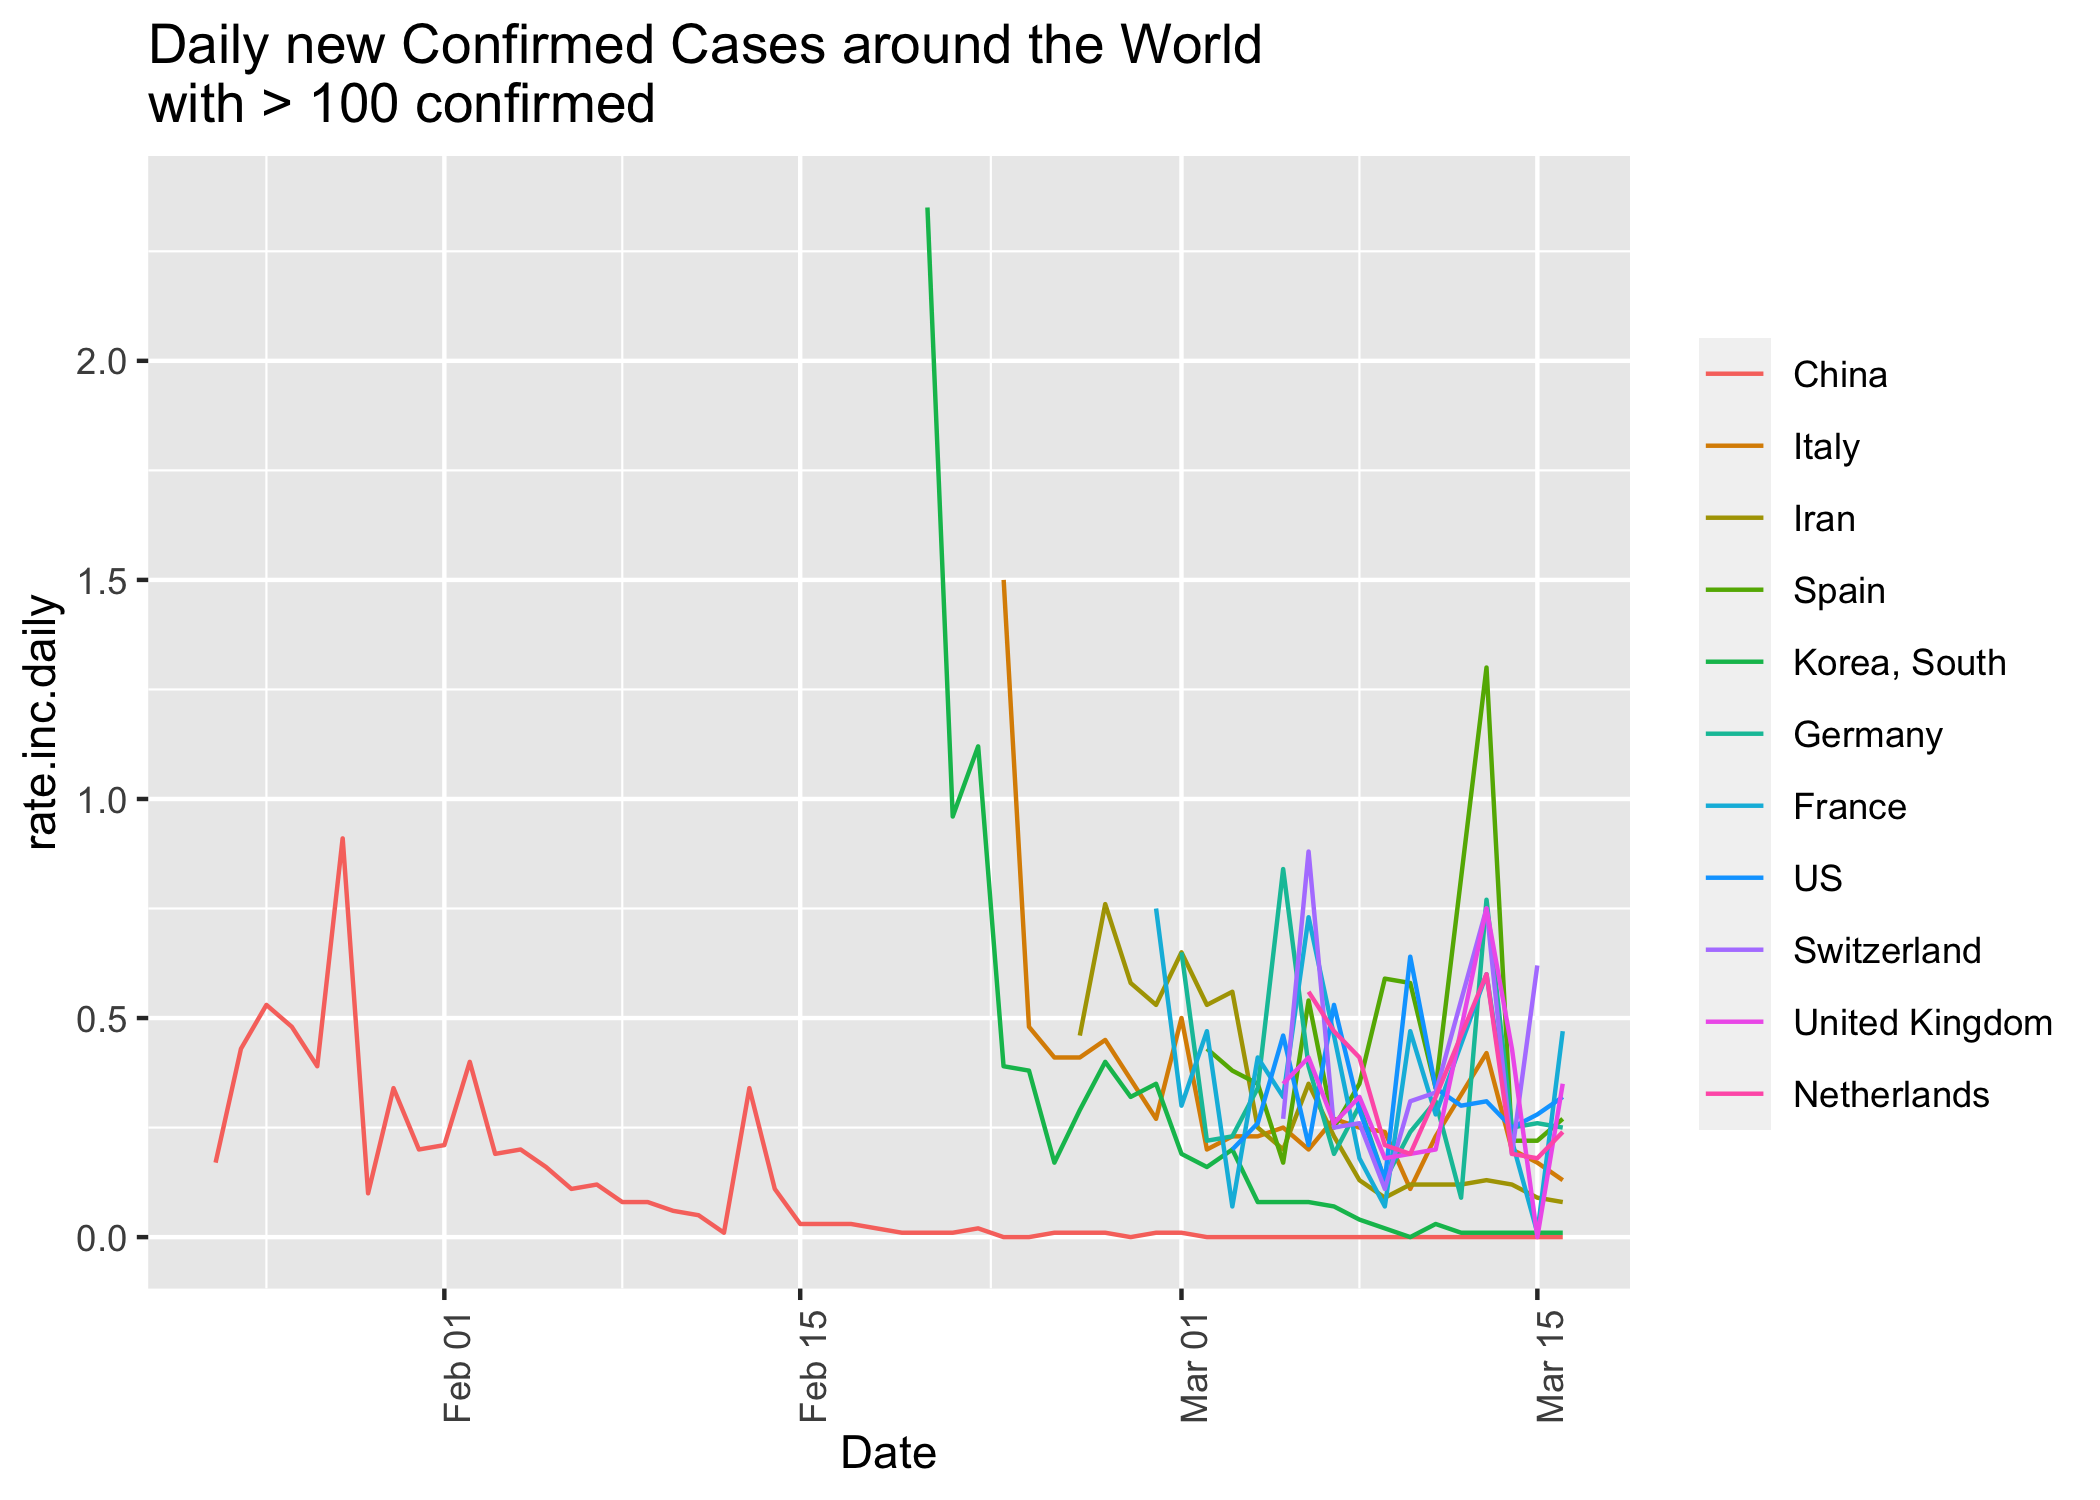 Daily new Confirmed Cases around the World
with > 100 confirmed
rate.inc.daily
2.0
1.5
1.0
0.5
0.0
Feb 01
Feb 15
Mar 01
Mar 15
Date
China
Italy
Iran
Spain
Korea, South
Germany
France
US
Switzerland
United Kingdom
Netherlands